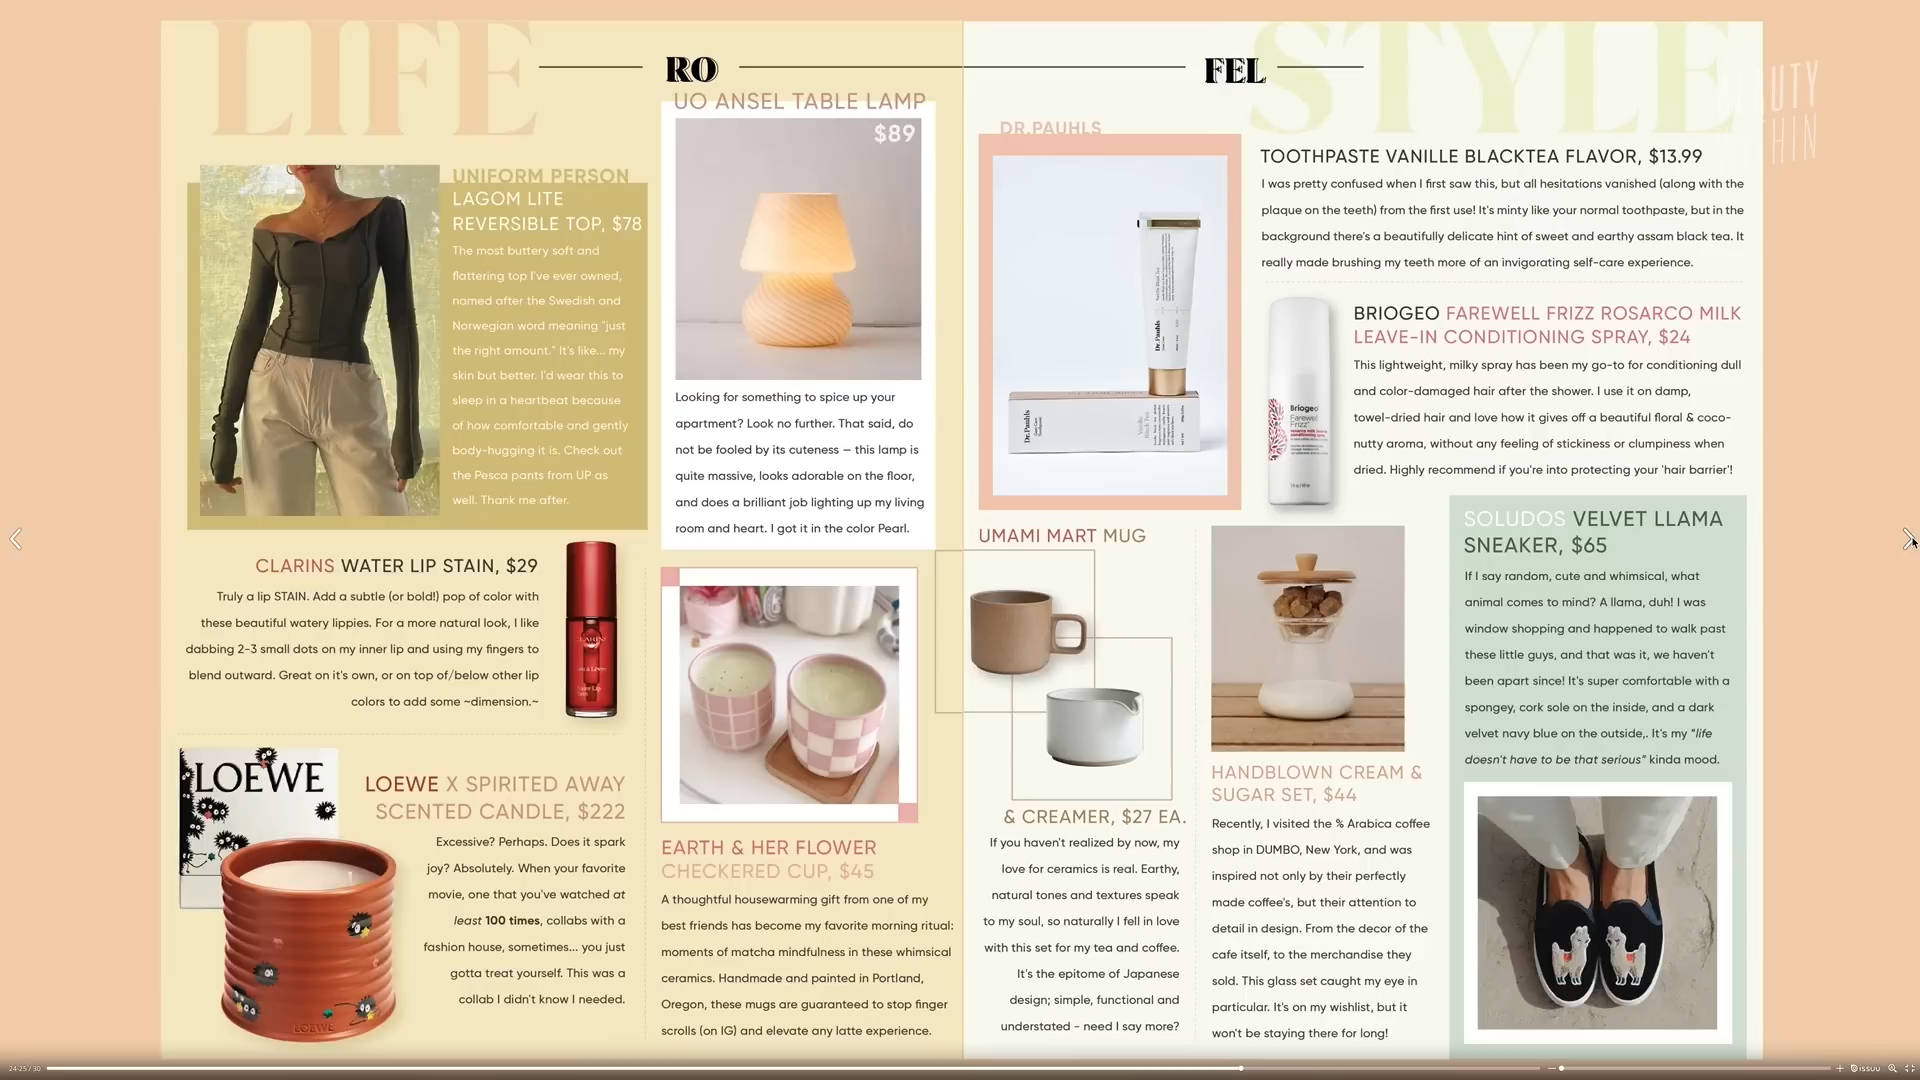 LIFE
STYLE
RO
FEL
BEAUTY
WITHIN
UNIFORM PERSON
LAGOM LITE
REVERSIBLE TOP, $78
The most buttery soft and
flattering top I've ever owned,
named after the Swedish and
Norwegian word meaning "just
the right amount." It's like... my
skin but better. I'd wear this to
sleep in a heartbeat because
of how comfortable and gently
body-hugging it is. Check out
the Pesca pants from UP as
well. Thank me after.
UO ANSEL TABLE LAMP
$89
Looking for something to spice up your
apartment? Look no further. That said, do
not be fooled by its cuteness — this lamp is
quite massive, looks adorable on the floor,
and does a brilliant job lighting up my living
room and heart. I got it in the color Pearl.
CLARINS WATER LIP STAIN, $29
Truly a lip STAIN. Add a subtle (or bold!) pop of color with
these beautiful watery lippies. For a more natural look, I like
dabbing 2-3 small dots on my inner lip and using my fingers to
blend outward. Great on it's own, or on top of/below other lip
colors to add some ~dimension.~
CLARINS
LOEWE
LOEWE
LOEWE X SPIRITED AWAY
SCENTED CANDLE, $222
Excessive? Perhaps. Does it spark
joy? Absolutely. When your favorite
movie, one that you've watched at
least 100 times, collabs with a
fashion house, sometimes... you just
gotta treat yourself. This was a
collab I didn't know I needed.
EARTH & HER FLOWER
CHECKERED CUP, $45
A thoughtful housewarming gift from one of my
best friends has become my favorite morning ritual:
moments of matcha mindfulness in these whimsical
ceramics. Handmade and painted in Portland,
Oregon, these mugs are guaranteed to stop finger
scrolls (on IG) and elevate any latte experience.
DR.PAUHLS
Dr.Pauhls
Dr.Pauhls
TOOTHPASTE VANILLE BLACKTEA FLAVOR, $13.99
I was pretty confused when I first saw this, but all hesitations vanished (along with the
plaque on the teeth) from the first use! It's minty like your normal toothpaste, but in the
background there's a beautifully delicate hint of sweet and earthy assam black tea. It
really made brushing my teeth more of an invigorating self-care experience.
Briogeo
Farewell
Frizz
BRIOGEO FAREWELL FRIZZ ROSARCO MILK
LEAVE-IN CONDITIONING SPRAY, $24
This lightweight, milky spray has been my go-to for conditioning dull
and color-damaged hair after the shower. I use it on damp,
towel-dried hair and love how it gives off a beautiful floral & coco-
nutty aroma, without any feeling of stickiness or clumpiness when
dried. Highly recommend if you're into protecting your 'hair barrier'!
UMAMI MART MUG
& CREAMER, $27 EA.
If you haven't realized by now, my
love for ceramics is real. Earthy,
natural tones and textures speak
to my soul, so naturally I fell in love
with this set for my tea and coffee.
It's the epitome of Japanese
design; simple, functional and
understated - need I say more?
HANDBLOWN CREAM &
SUGAR SET, $44
Recently, I visited the % Arabica coffee
shop in DUMBO, New York, and was
inspired not only by their perfectly
made coffee's, but their attention to
detail in design. From the decor of the
cafe itself, to the merchandise they
sold. This glass set caught my eye in
particular. It's on my wishlist, but it
won't be staying there for long!
SOLUDOS VELVET LLAMA
SNEAKER, $65
If I say random, cute and whimsical, what
animal comes to mind? A llama, duh! I was
window shopping and happened to walk past
these little guys, and that was it, we haven't
been apart since! It's super comfortable with a
spongey, cork sole on the inside, and a dark
velvet navy blue on the outside,. It's my "life
doesn't have to be that serious" kinda mood.
24-25 / 30
issuu